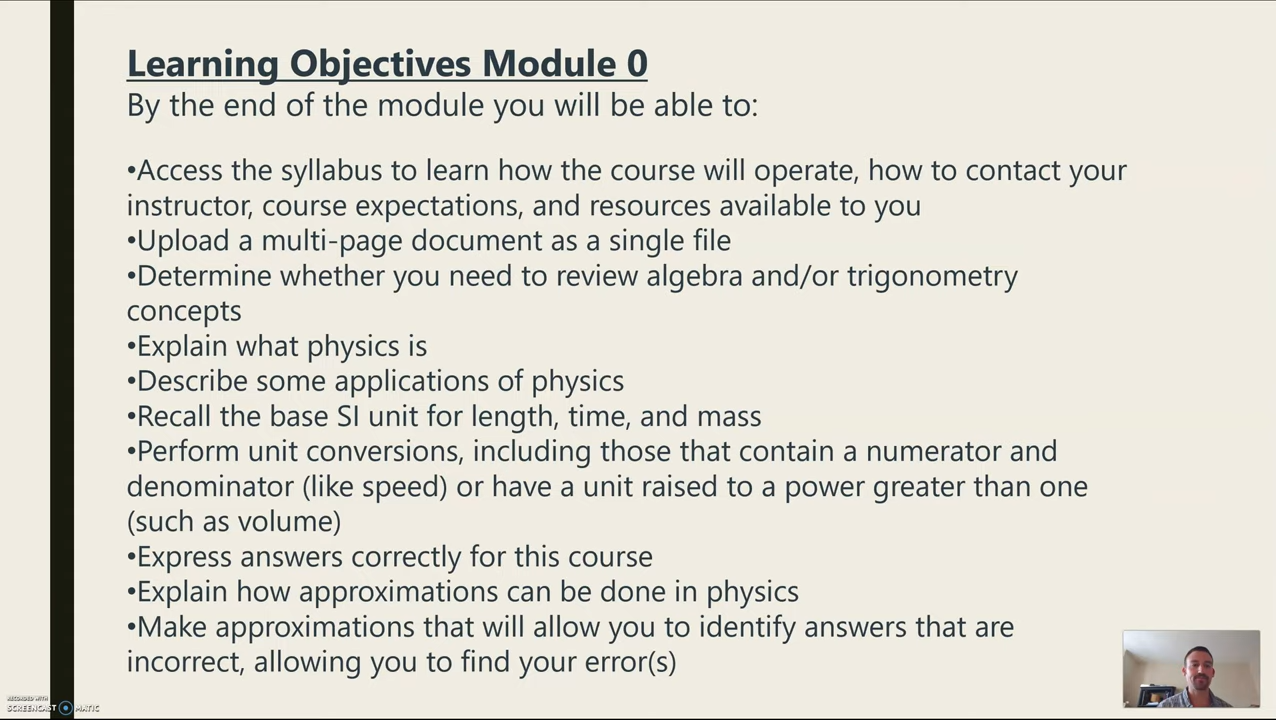 Learning Objectives Module 0
By the end of the module you will be able to:
•Access the syllabus to learn how the course will operate, how to contact your
instructor, course expectations, and resources available to you
•Upload a multi-page document as a single file
•Determine whether you need to review algebra and/or trigonometry
concepts
•Explain what physics is
•Describe some applications of physics
•Recall the base SI unit for length, time, and mass
•Perform unit conversions, including those that contain a numerator and
denominator (like speed) or have a unit raised to a power greater than one
(such as volume)
•Express answers correctly for this course
•Explain how approximations can be done in physics
•Make approximations that will allow you to identify answers that are
incorrect, allowing you to find your error(s)
RECORDED WITH
SCREENCAST MATIC